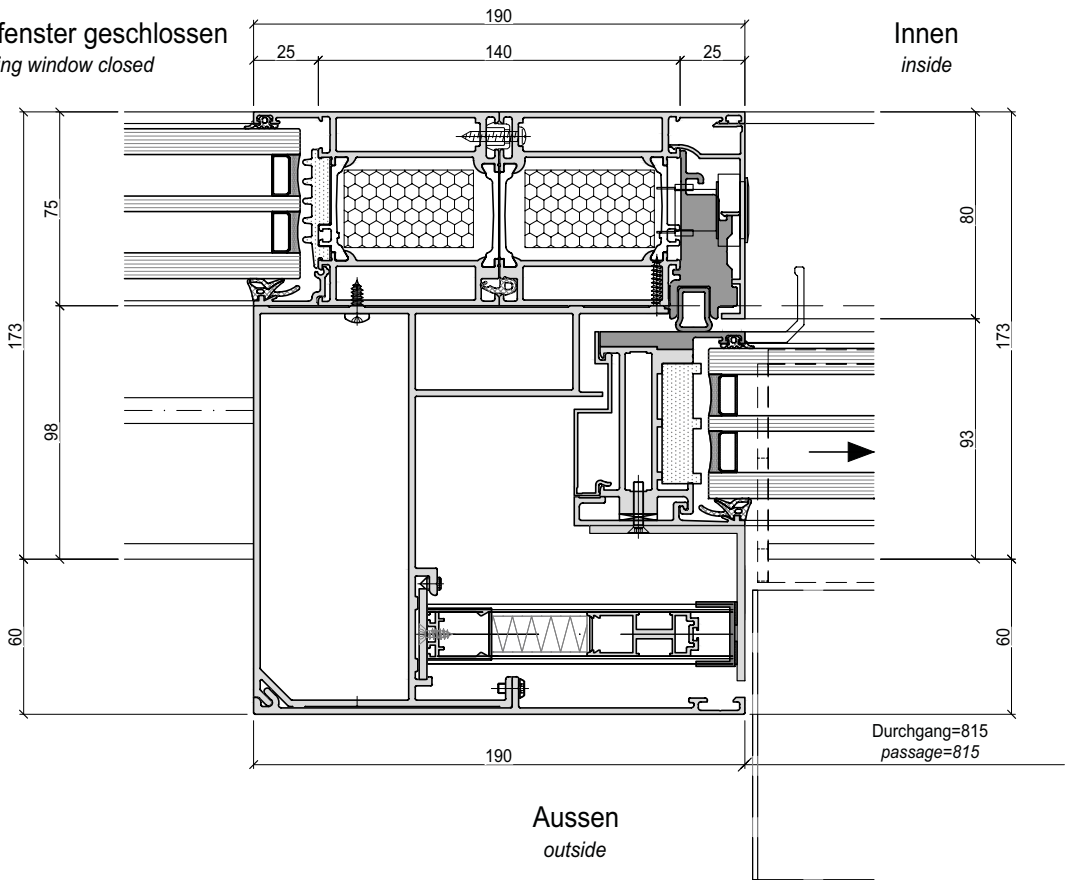 fenster geschlossen
ing window closed
190
25
140
25
Innen
inside
75
80
173
173
98
93
60
60
190
Durchgang=815
passage=815
Aussen
outside